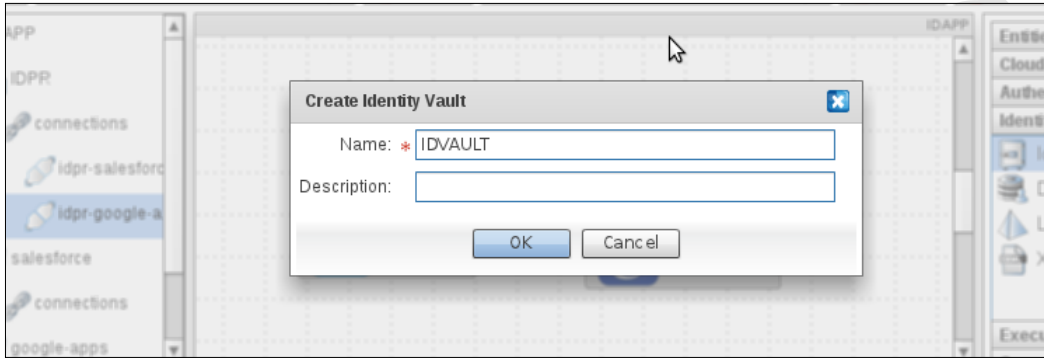 IDAPP
APP
IDPR
connections
idpr-salesforc
idpr-google-a
salesforce
connections
google-apps
Create Identity Vault
Name: * IDVAULT
Description:
OK Cancel
Entitie
Cloud
Authe
Identi
Execu